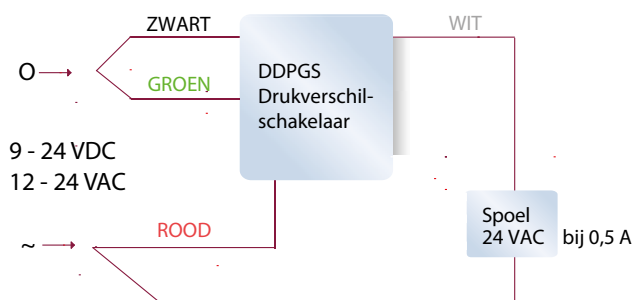 ZWART
WIT
O
GROEN
DDPGS
Drukverschil-
schakelaar
9 - 24 VDC
12 - 24 VAC
~
ROOD
Spoel
24 VAC
bij 0,5 A